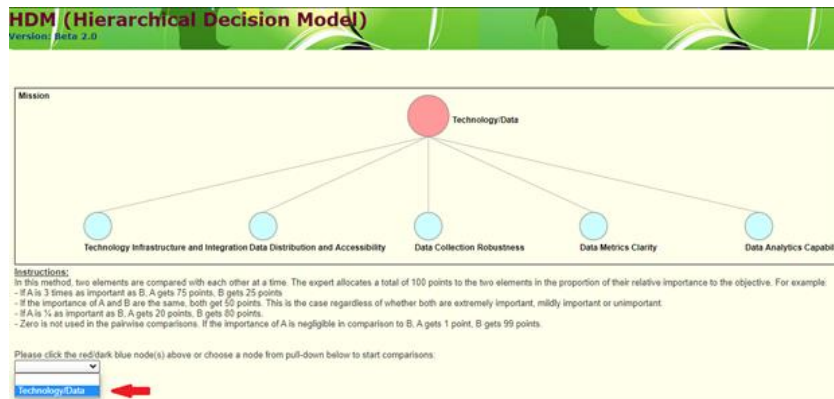 HDM (Hierarchical Decision Model)
Version: Beta 2.0
Mission
Technology/Data
Technology Infrastructure and Integration Data Distribution and Accessibility Data Collection Robustness Data Metrics Clarity Data Analytics Capabil
Instructions:
In this method, two elements are compared with each other at a time. The expert allocates a total of 100 points to the two elements in the proportion of their relative importance to the objective. For example:
- If A is 3 times as important as B, A gets 75 points, B gets 25 points
- If the importance of A and B are the same, both get 50 points. This is the case regardless of whether both are extremely important, mildly important or unimportant
- If A is ¼ as important as B, A gets 20 points, B gets 80 points.
- Zero is not used in the pairwise comparisons. If the importance of A is negligible in comparison to B, A gets 1 point, B gets 99 points.
Please click the red/dark blue node(s) above or choose a node from pull-down below to start comparisons:
Technology/Data